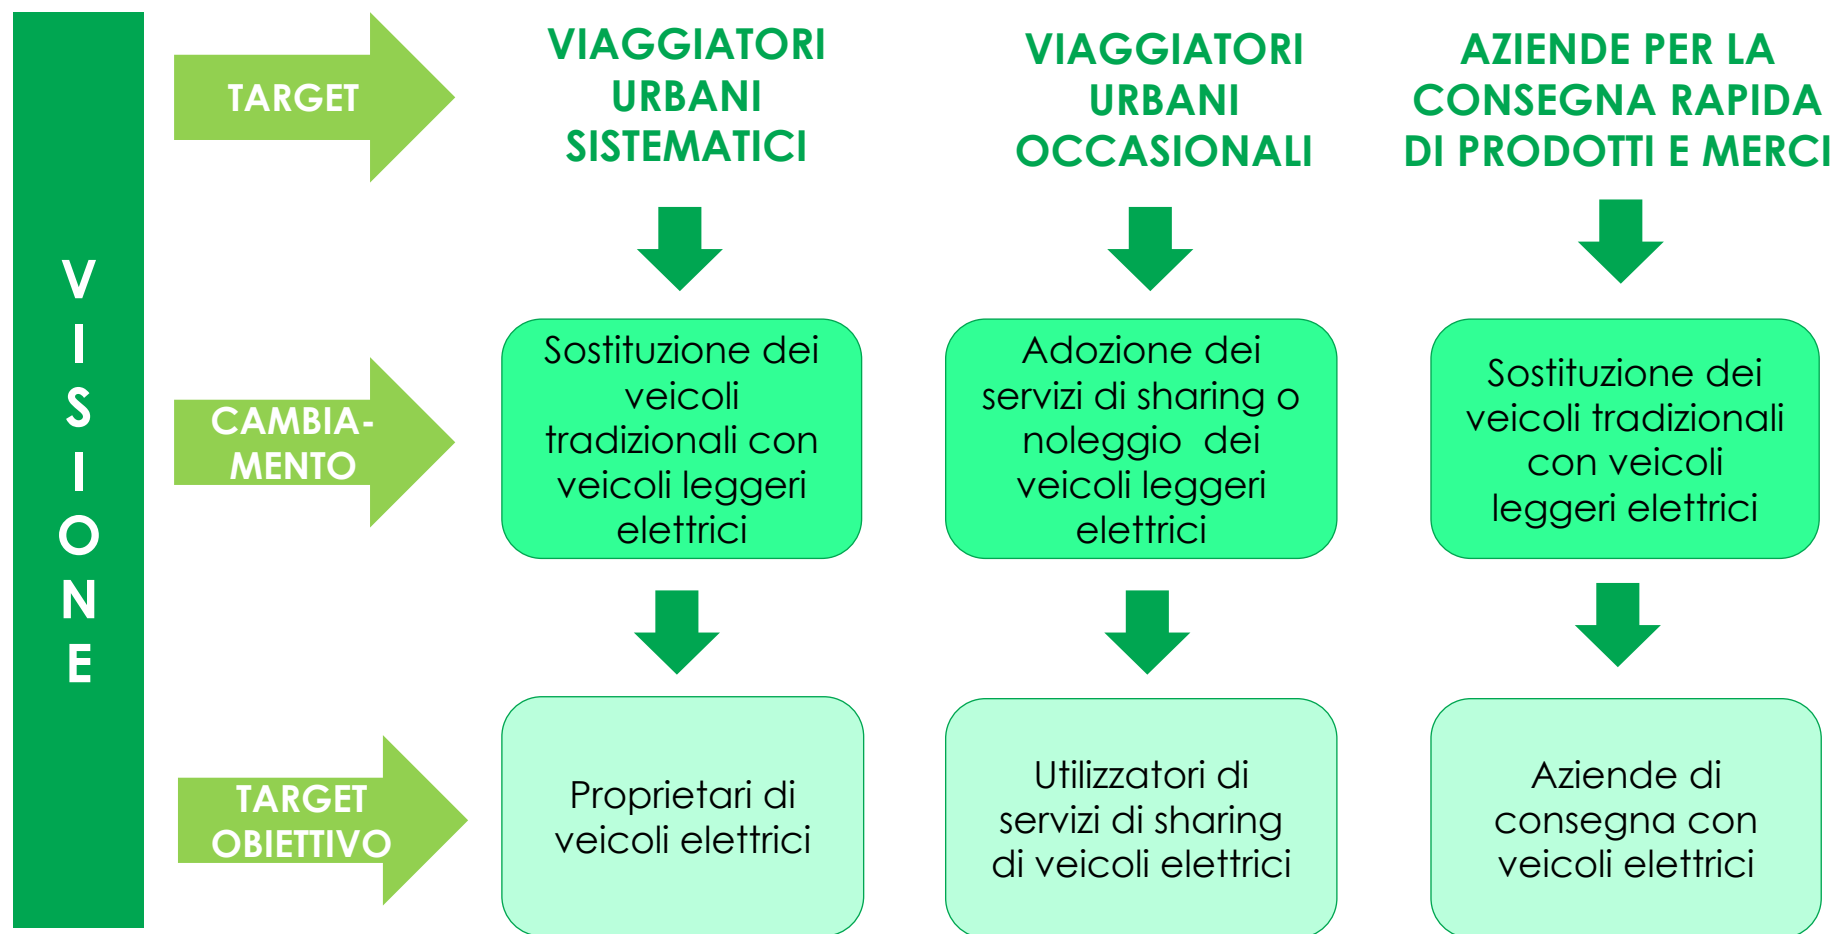 VISIONE
TARGET
VIAGGIATORI
URBANI
SISTEMATICI
VIAGGIATORI
URBANI
OCCASIONALI
AZIENDE PER LA
CONSEGNA RAPIDA
DI PRODOTTI E MERCI
CAMBIA-
MENTO
Sostituzione dei
veicoli
tradizionali con
veicoli leggeri
elettrici
Adozione dei
servizi di sharing o
noleggio dei
veicoli leggeri
elettrici
Sostituzione dei
veicoli tradizionali
con veicoli
leggeri elettrici
TARGET
OBIETTIVO
Proprietari di
veicoli elettrici
Utilizzatori di
servizi di sharing
di veicoli elettrici
Aziende di
consegna con
veicoli elettrici